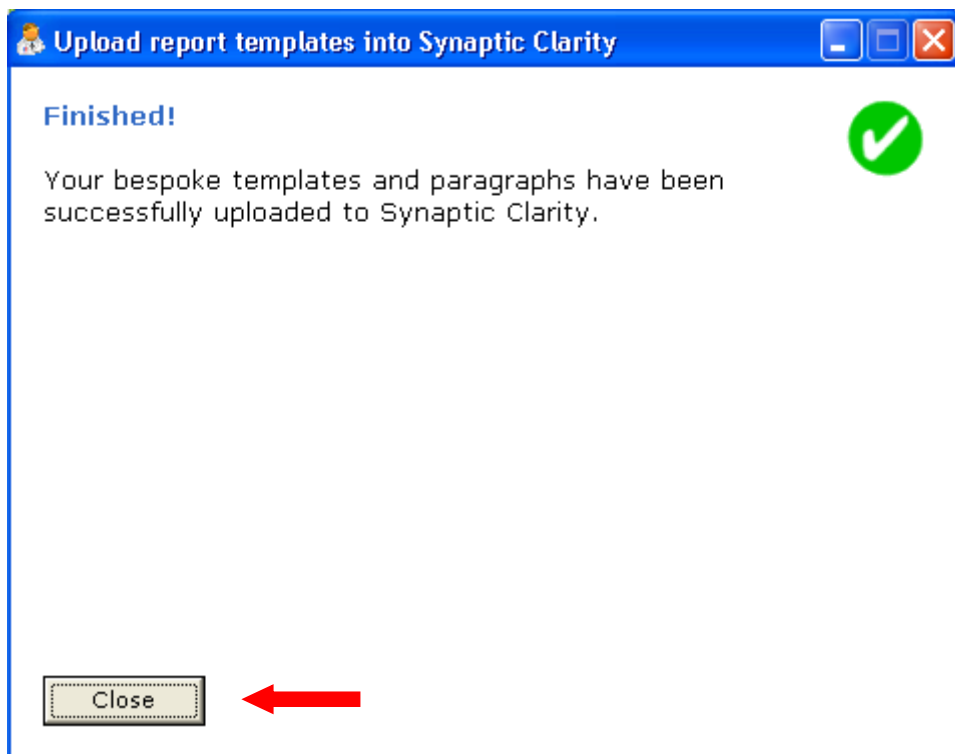 Upload report templates into Synaptic Clarity
Finished!
Your bespoke templates and paragraphs have been
successfully uploaded to Synaptic Clarity.
Close